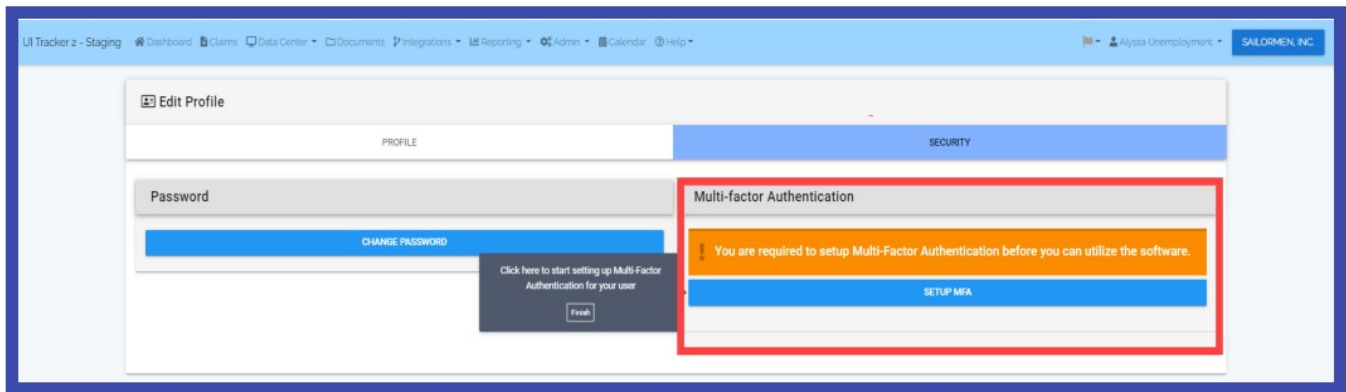 UI Tracker 2 - Staging Dashboard Claims Data Center Documents Integrations Reporting Admin Calendar Help Alyssa Unemployment SAILORMEN, INC.
Edit Profile
PROFILE SECURITY
Password Multi-factor Authentication
CHANGE PASSWORD
! You are required to setup Multi-Factor Authentication before you can utilize the software.
Click here to start setting up Multi-Factor
Authentication for your user
SETUP MFA
Finish